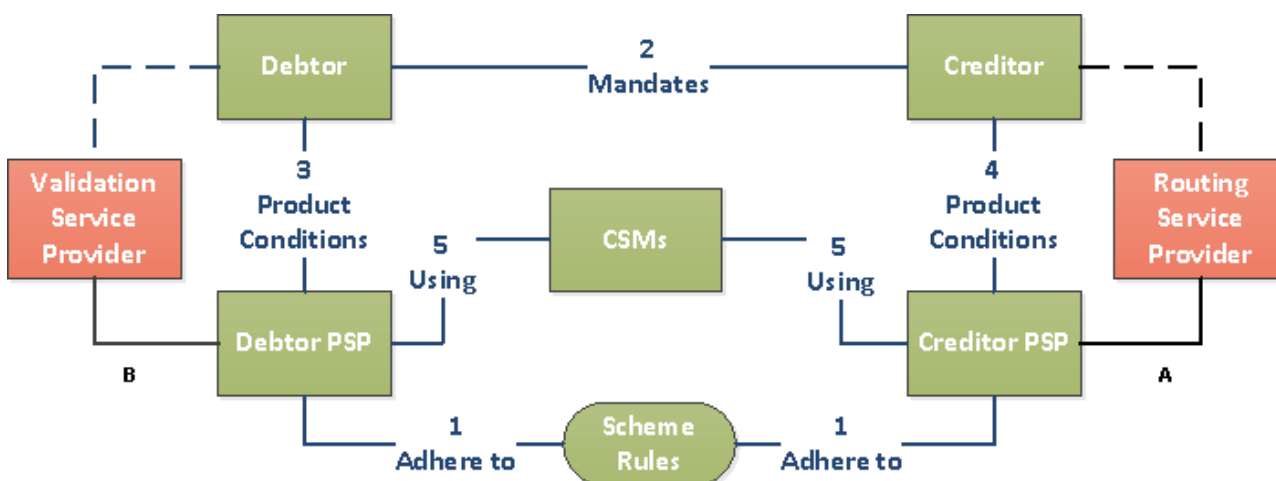 Debtor
2
Mandates
Creditor
Validation
Service
Provider
3
Product
Conditions
5
Using
CSMs
5
Using
4
Product
Conditions
Routing
Service
Provider
Debtor PSP
Creditor PSP
B
A
1
Adhere to
Scheme
Rules
1
Adhere to